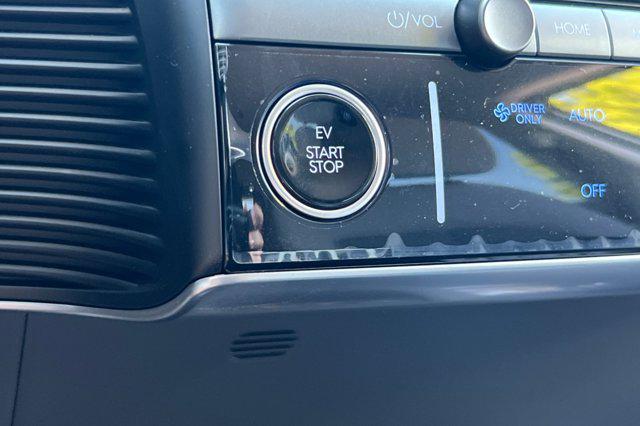 /VOL
HOME
EV
START
STOP
DRIVER
ONLY
AUTO
OFF